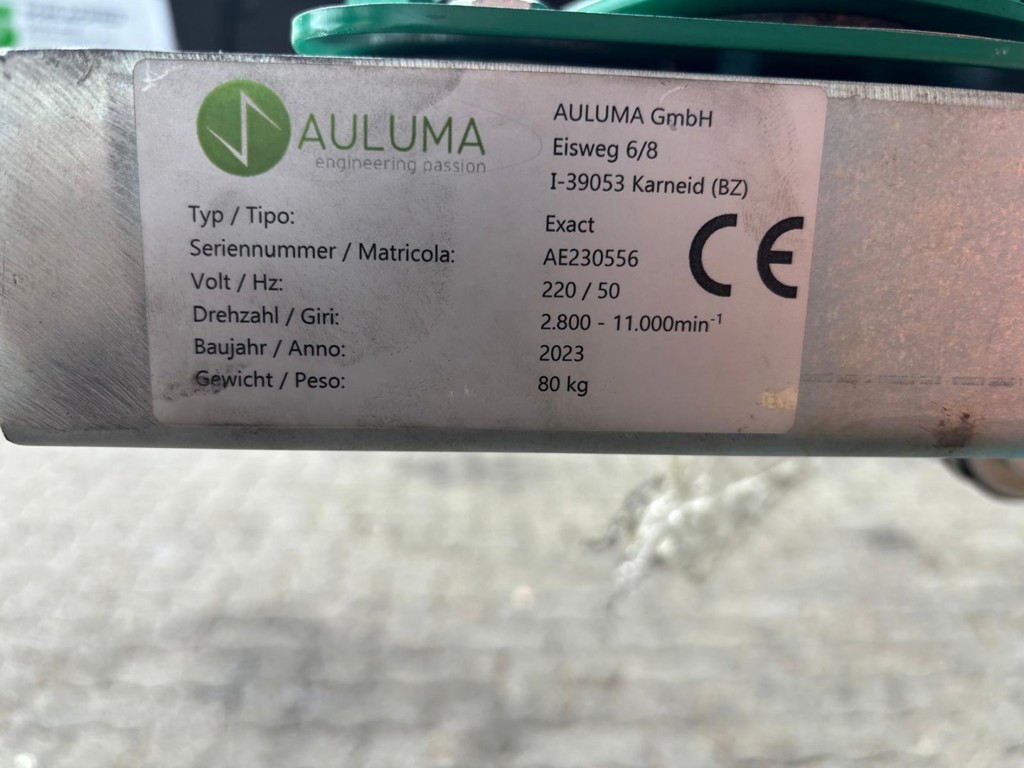 AULUMA
engineering passion
AULUMA GmbH
Eisweg 6/8
I-39053 Karneid (BZ)
Typ / Tipo: Exact
Seriennummer / Matricola: AE230556
Volt / Hz: 220 / 50
Drehzahl / Giri: 2.800 - 11.000min⁻¹
Baujahr / Anno: 2023
Gewicht / Peso: 80 kg
CE